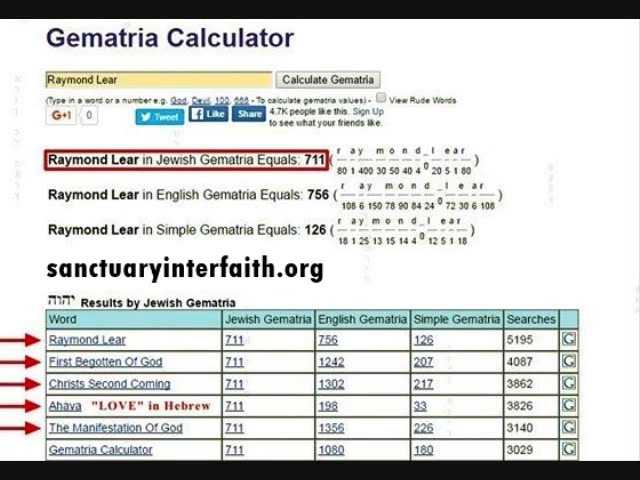 Gematria Calculator
Raymond Lear Calculate Gematria
(Type in a word or a number e.g. God, Devil, 100, 666 - To calculate gematria values) - View Rude Words
G+1 0 Tweet Like Share 4.7K people like this. Sign Up
to see what your friends like.
Raymond Lear in Jewish Gematria Equals: 711 ( r a y m o n d _ l e a r )
80 1 400 30 50 40 4 0 20 5 1 80
Raymond Lear in English Gematria Equals: 756 ( r a y m o n d _ l e a r )
108 6 150 78 90 84 24 0 72 30 6 108
Raymond Lear in Simple Gematria Equals: 126 ( r a y m o n d _ l e a r )
18 1 25 13 15 14 4 0 12 5 1 18
sanctuaryinterfaith.org
יהוה Results by Jewish Gematria
Word Jewish Gematria English Gematria Simple Gematria Searches
Raymond Lear 711 756 126 5195 G
First Begotten Of God 711 1242 207 4087 G
Christs Second Coming 711 1302 217 3862 G
Ahava "LOVE" in Hebrew 711 198 33 3826 G
The Manifestation Of God 711 1356 226 3140 G
Gematria Calculator 711 1080 180 3029 G